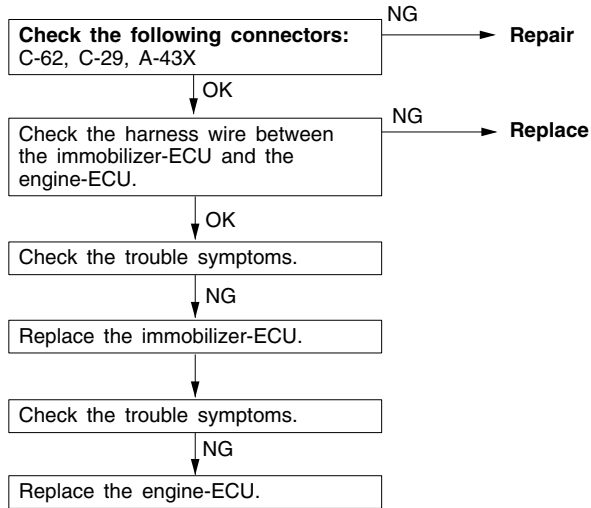 NG
Check the following connectors:
C-62, C-29, A-43X
Repair
OK
Check the harness wire between
the immobilizer-ECU and the
engine-ECU.
NG
Replace
OK
Check the trouble symptoms.
NG
Replace the immobilizer-ECU.
Check the trouble symptoms.
NG
Replace the engine-ECU.